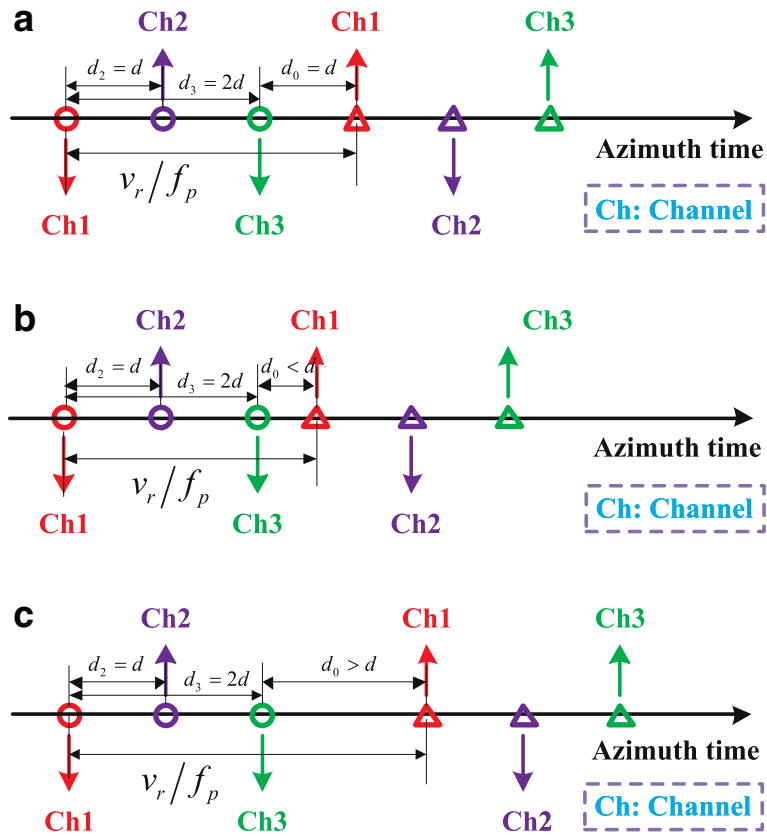 a
Ch2
Ch1
Ch3
d₂ = d
d₃ = 2d
d₀ = d
Azimuth time
vᵣ/fₚ
Ch1
Ch3
Ch2
Ch: Channel
b
Ch2
Ch1
Ch3
d₂ = d
d₃ = 2d
d₀ < d
Azimuth time
vᵣ/fₚ
Ch1
Ch3
Ch2
Ch: Channel
c
Ch2
Ch1
Ch3
d₂ = d
d₃ = 2d
d₀ > d
Azimuth time
vᵣ/fₚ
Ch1
Ch3
Ch2
Ch: Channel